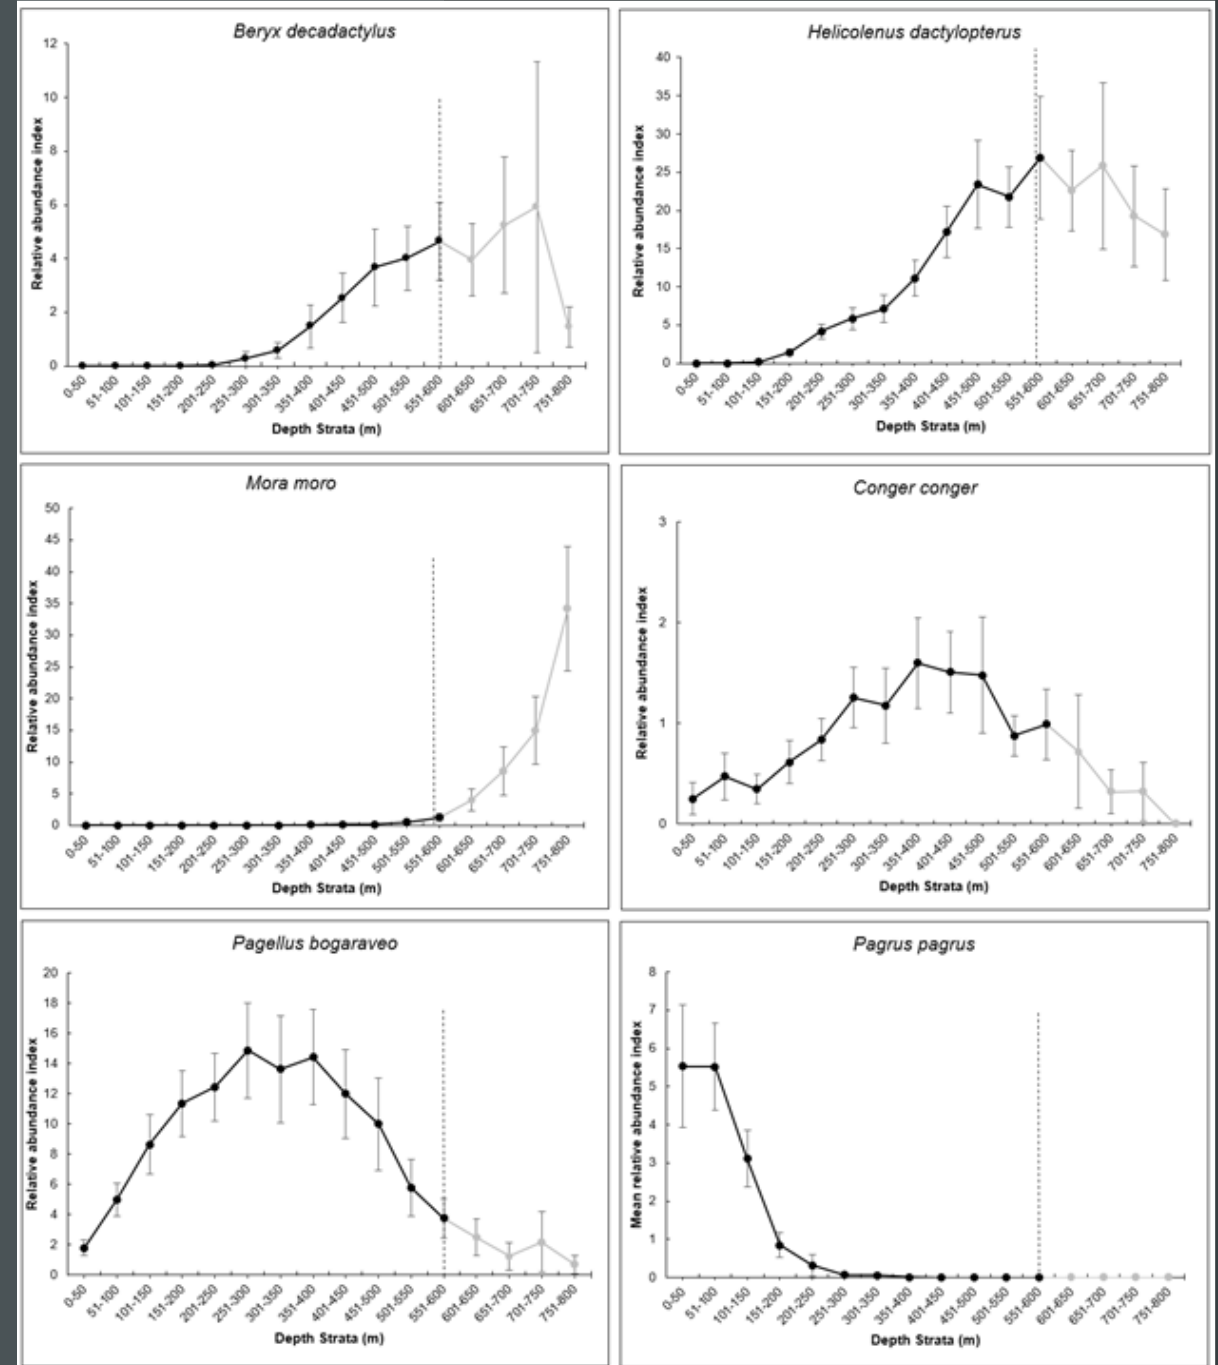 Beryx decadactylus
12
10
8
6
4
2
0
Relative abundance index
0-50 51-100 101-150 151-200 201-250 251-300 301-350 351-400 401-450 451-500 501-550 551-600 601-650 651-700 701-750 751-800
Depth Strata (m)
Helicolenus dactylopterus
40
35
30
25
20
15
10
5
0
Relative abundance index
0-50 51-100 101-150 151-200 201-250 251-300 301-350 351-400 401-450 451-500 501-550 551-600 601-650 651-700 701-750 751-800
Depth Strata (m)
Mora moro
50
45
40
35
30
25
20
15
10
5
0
Relative abundance index
0-50 51-100 101-150 151-200 201-250 251-300 301-350 351-400 401-450 451-500 501-550 551-600 601-650 651-700 701-750 751-800
Depth Strata (m)
Conger conger
3
2
1
0
Relative abundance index
0-50 51-100 101-150 151-200 201-250 251-300 301-350 351-400 401-450 451-500 501-550 551-600 601-650 651-700 701-750 751-800
Depth Strata (m)
Pagellus bogaraveo
20
18
16
14
12
10
8
6
4
2
0
Relative abundance index
0-50 51-100 101-150 151-200 201-250 251-300 301-350 351-400 401-450 451-500 501-550 551-600 601-650 651-700 701-750 751-800
Depth Strata (m)
Pagrus pagrus
8
7
6
5
4
3
2
1
0
Mean relative abundance index
0-50 51-100 101-150 151-200 201-250 251-300 301-350 351-400 401-450 451-500 501-550 551-600 601-650 651-700 701-750 751-800
Depth Strata (m)